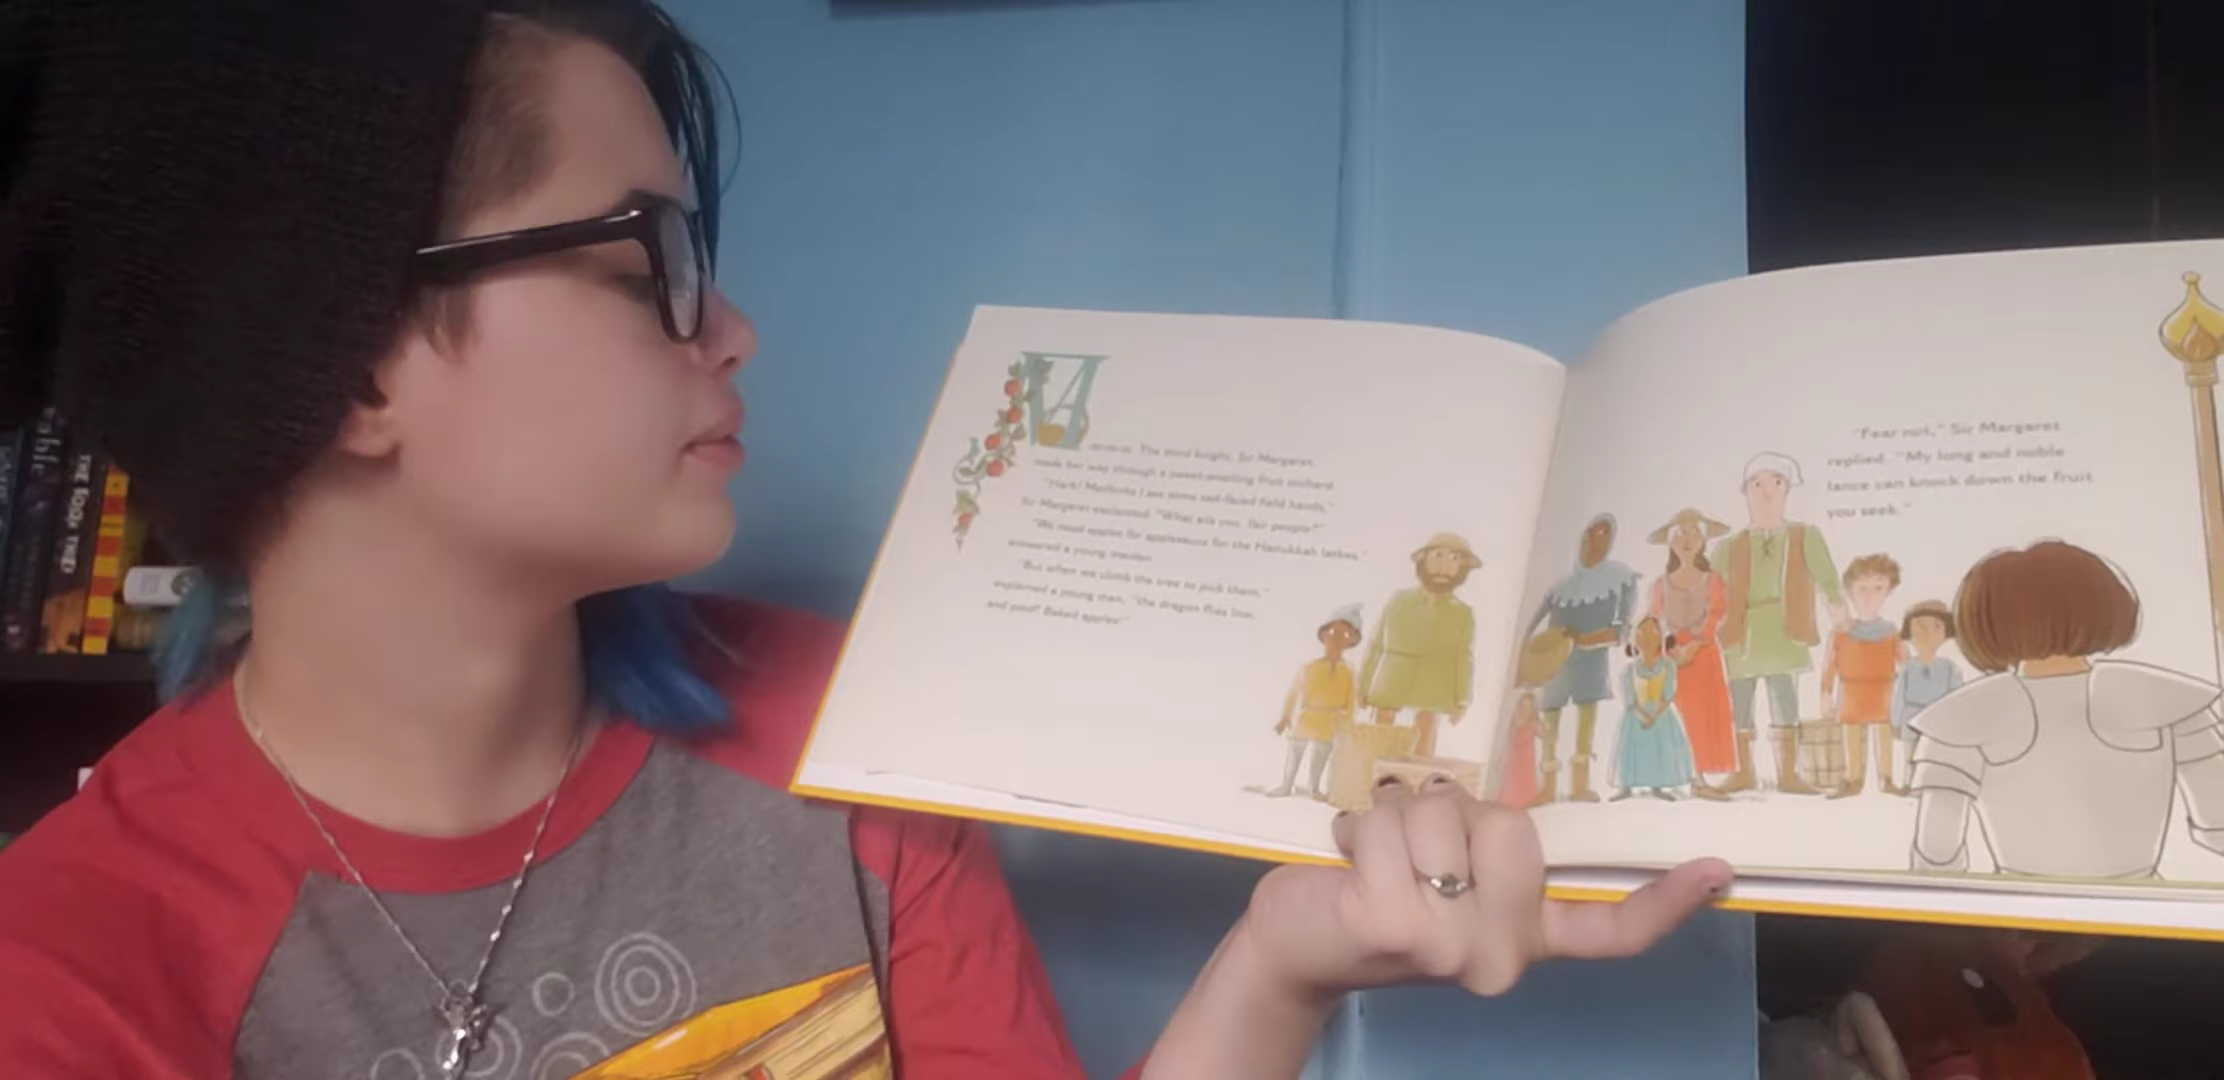 able
THE BOOK THIEF
A
The third knight, Sir Margaret,
made her way through a sweet-smelling fruit orchard.
"Hark! Methinks I see some sad-faced field hands,"
Sir Margaret exclaimed. "What ails you, fair people?"
"We need apples for applesauce for the Hanukkah latkes,"
answered a young maiden.
"But when we climb the tree to pick them,"
explained a young man, "the dragon flies low,
and poof! Baked apples!"
"Fear not," Sir Margaret
replied. "My long and noble
lance can knock down the fruit
you seek."